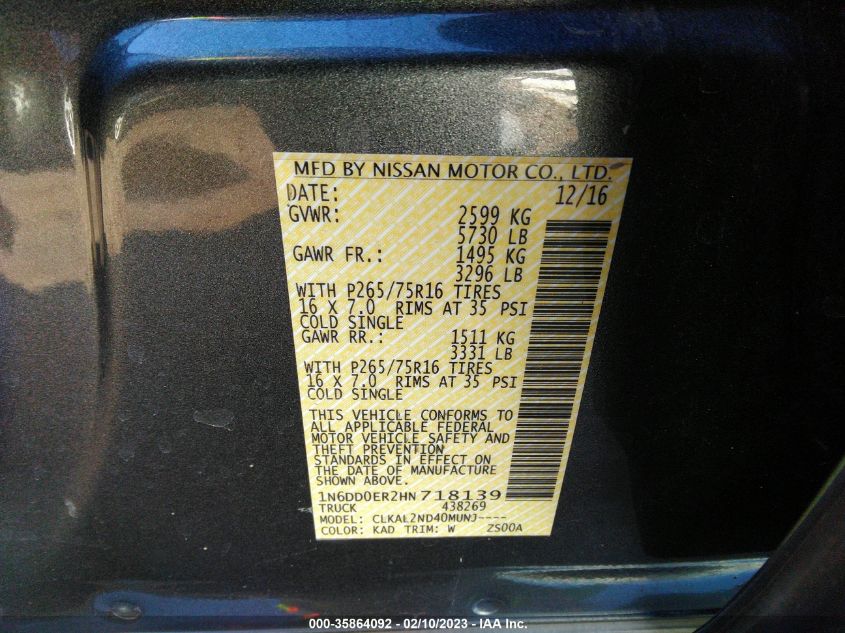 MFD BY NISSAN MOTOR CO., LTD.
DATE: 12/16
GVWR: 2599 KG
5730 LB
GAWR FR.: 1495 KG
3296 LB
WITH P265/75R16 TIRES
16 X 7.0 RIMS AT 35 PSI
COLD SINGLE
GAWR RR.: 1511 KG
3331 LB
WITH P265/75R16 TIRES
16 X 7.0 RIMS AT 35 PSI
COLD SINGLE
THIS VEHICLE CONFORMS TO
ALL APPLICABLE FEDERAL
MOTOR VEHICLE SAFETY AND
THEFT PREVENTION
STANDARDS IN EFFECT ON
THE DATE OF MANUFACTURE
SHOWN ABOVE.
1N6DD0ER2HN718139
TRUCK 438269
MODEL: CLKAL2ND40MUNJ----
COLOR: KAD TRIM: W ZS00A
000-35864092 - 02/10/2023 - IAA Inc.